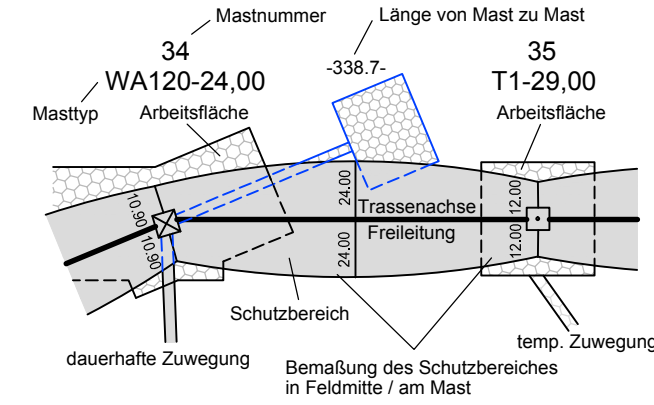 Mastnummer
Länge von Mast zu Mast
34
WA120-24,00
-338.7-
35
T1-29,00
Masttyp
Arbeitsfläche
Arbeitsfläche
10.90
24.00
Trassenachse
12.00
10.90
24.00
Freileitung
12.00
Schutzbereich
dauerhafte Zuwegung
temp. Zuwegung
Bemaßung des Schutzbereiches
in Feldmitte / am Mast